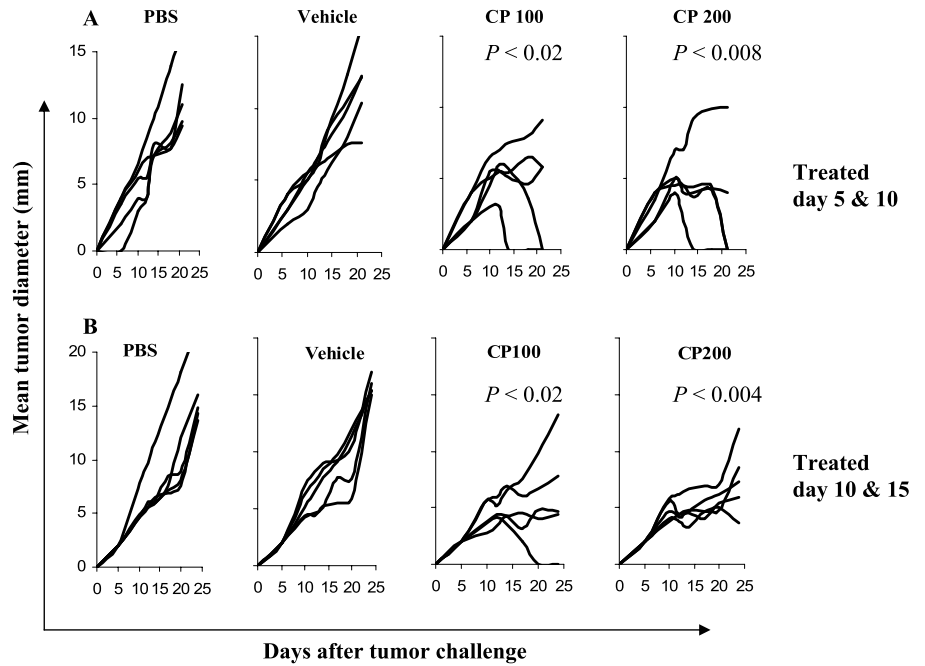 A PBS Vehicle CP 100 CP 200
P < 0.02 P < 0.008
15
10
5
0
0 5 10 15 20 25 0 5 10 15 20 25 0 5 10 15 20 25 0 5 10 15 20 25
Treated
day 5 & 10
Mean tumor diameter (mm)
B
PBS Vehicle CP100 CP200
P < 0.02 P < 0.004
20
15
10
5
0
0 5 10 15 20 25 0 5 10 15 20 25 0 5 10 15 20 25 0 5 10 15 20 25
Treated
day 10 & 15
Days after tumor challenge